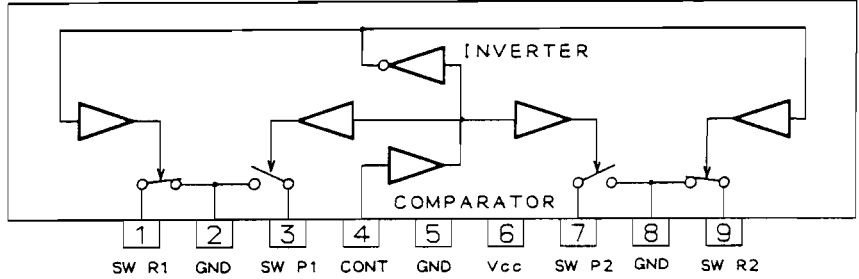 INVERTER
COMPARATOR
1 2 3 4 5 6 7 8 9
SW R1 GND SW P1 CONT GND Vcc SW P2 GND SW R2